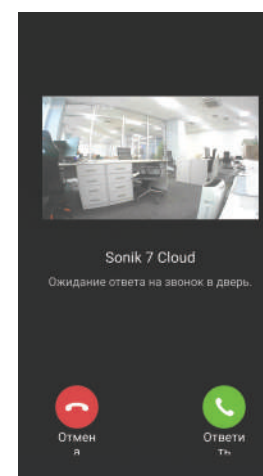 Sonik 7 Cloud
Ожидание ответа на звонок в дверь.
Отмен
а
Ответи
ть